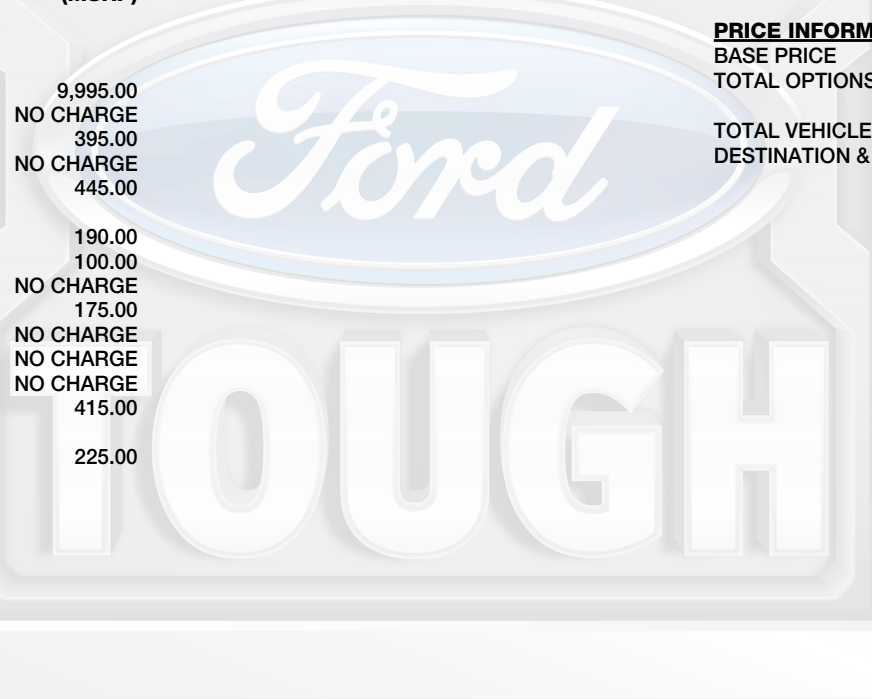 (MSRP)
9,995.00
NO CHARGE
395.00
NO CHARGE
445.00
190.00
100.00
NO CHARGE
175.00
NO CHARGE
NO CHARGE
NO CHARGE
415.00
225.00
PRICE INFORM
BASE PRICE
TOTAL OPTIONS
TOTAL VEHICLE
DESTINATION &
Ford
TOUGH